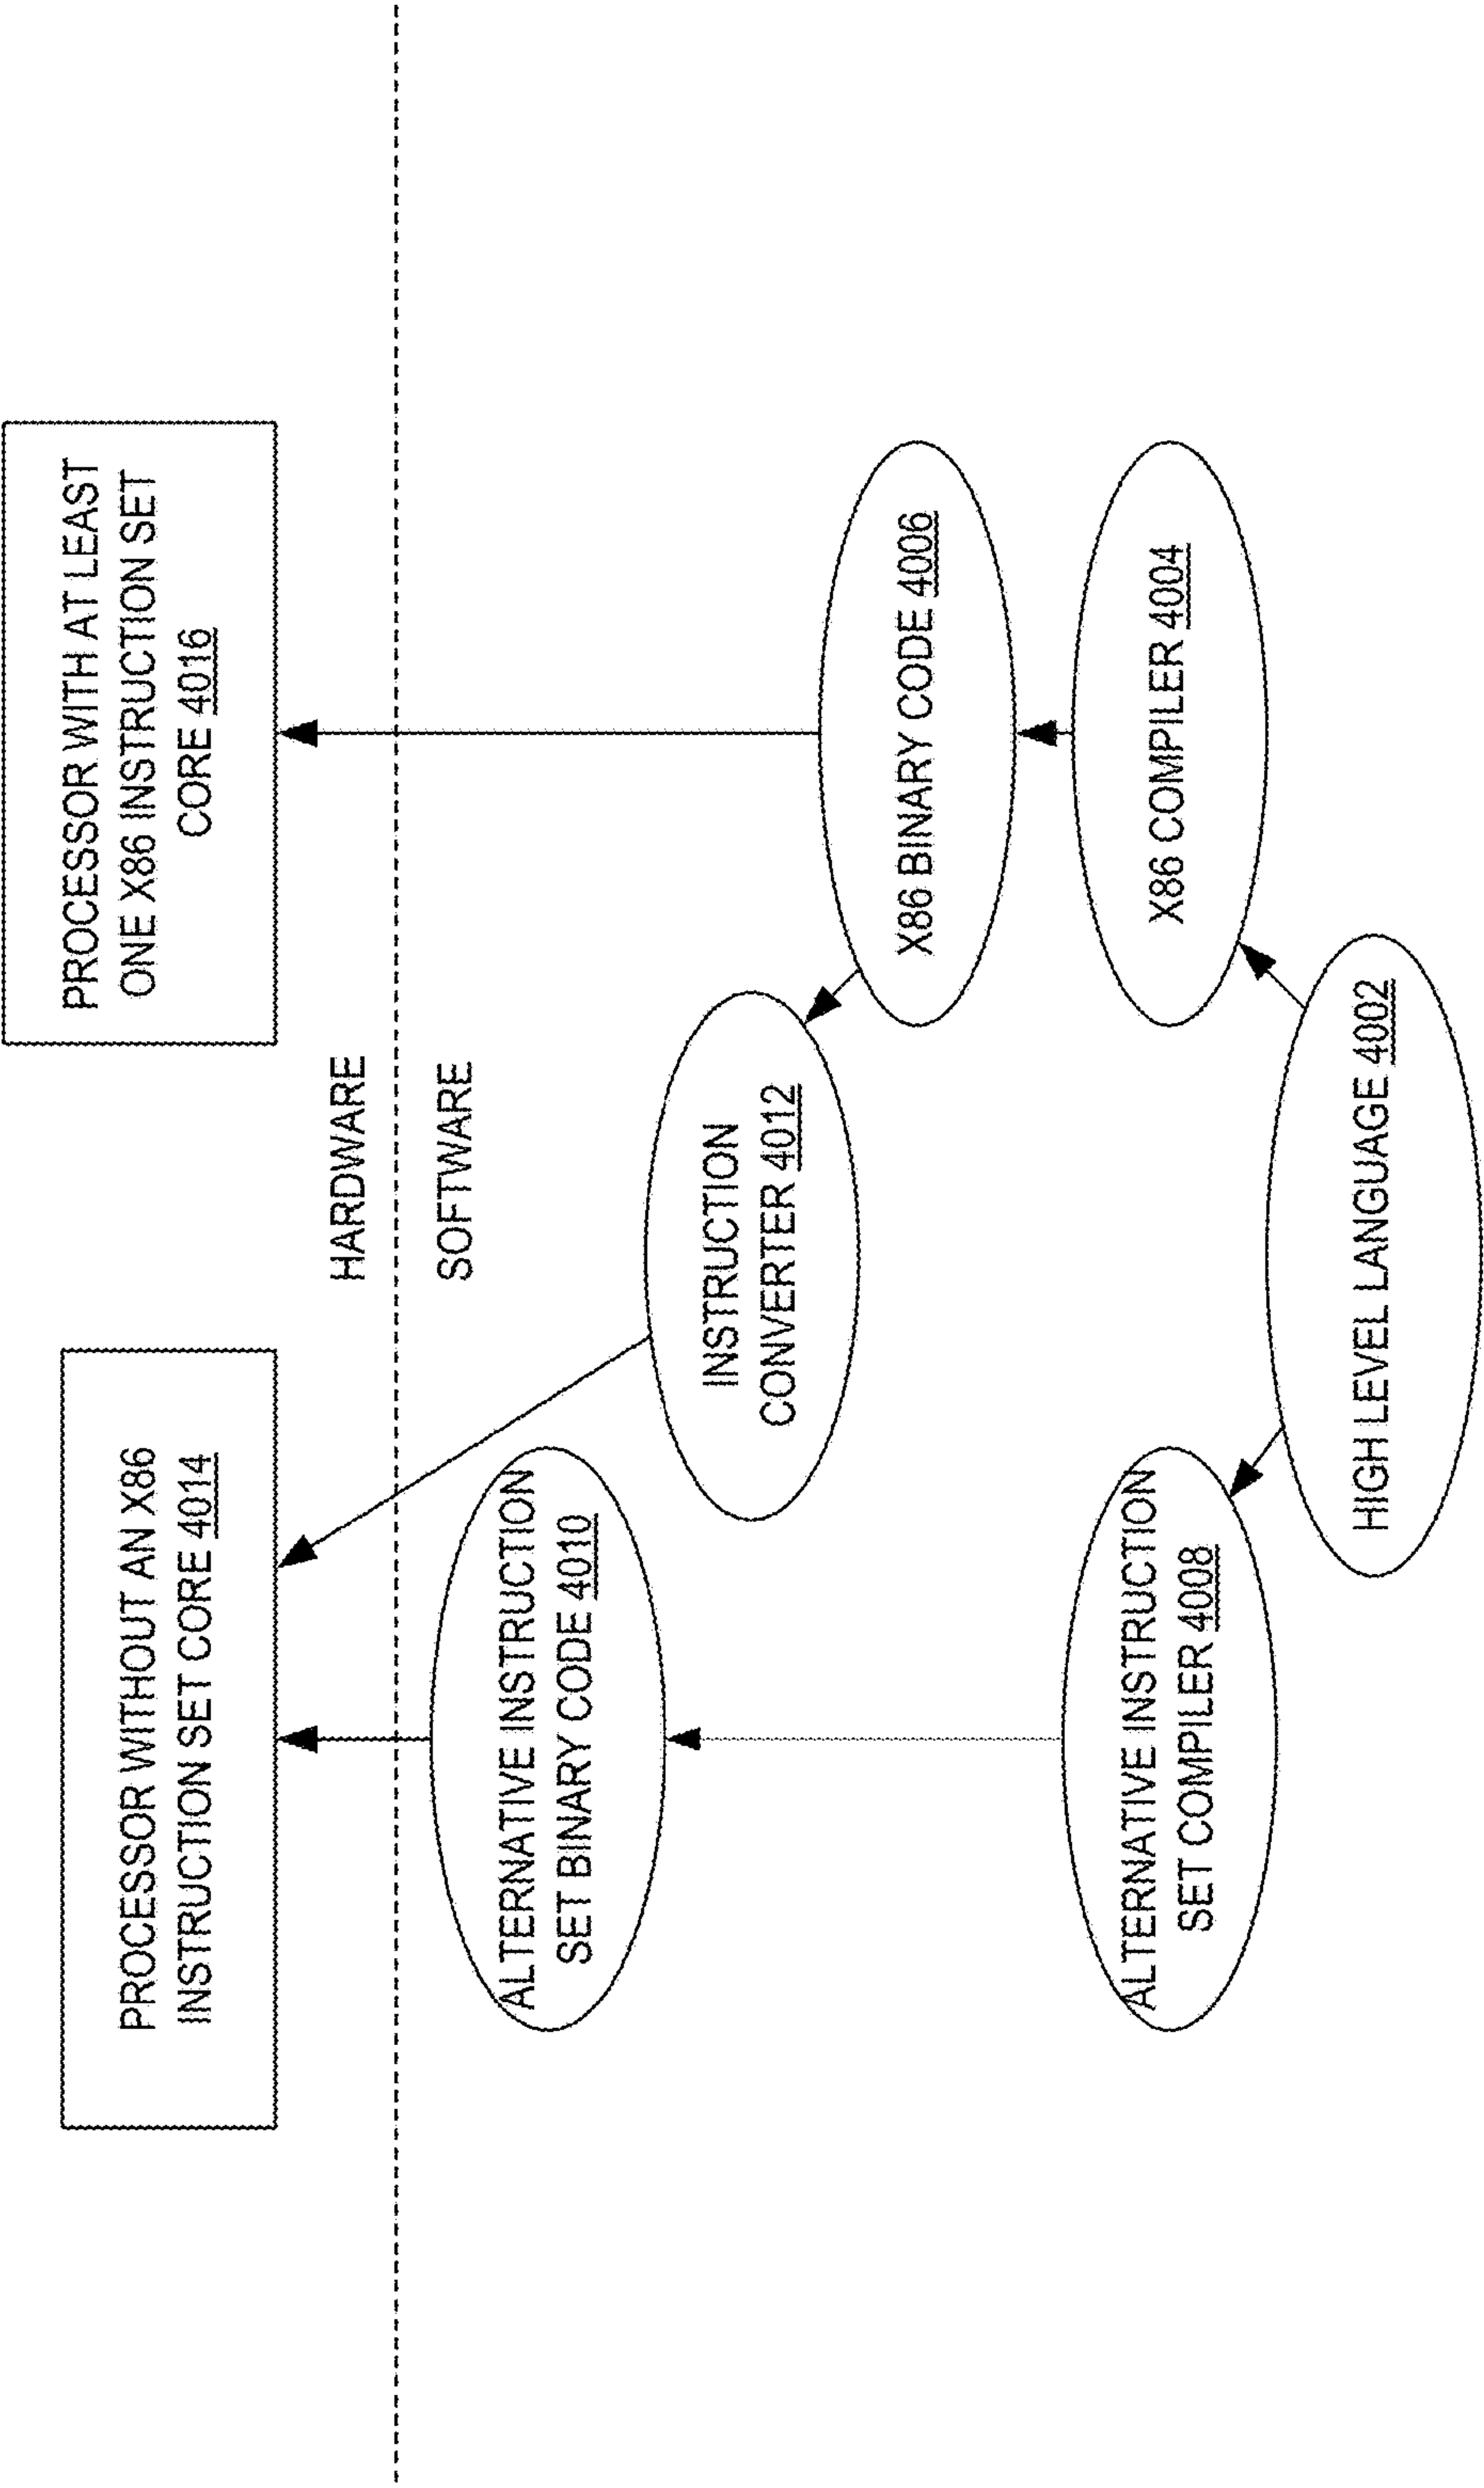 PROCESSOR WITHOUT AN X86
INSTRUCTION SET CORE 4014
PROCESSOR WITH AT LEAST
ONE X86 INSTRUCTION SET
CORE 4016
HARDWARE
SOFTWARE
ALTERNATIVE INSTRUCTION
SET BINARY CODE 4010
INSTRUCTION
CONVERTER 4012
X86 BINARY CODE 4006
ALTERNATIVE INSTRUCTION
SET COMPILER 4008
X86 COMPILER 4004
HIGH LEVEL LANGUAGE 4002